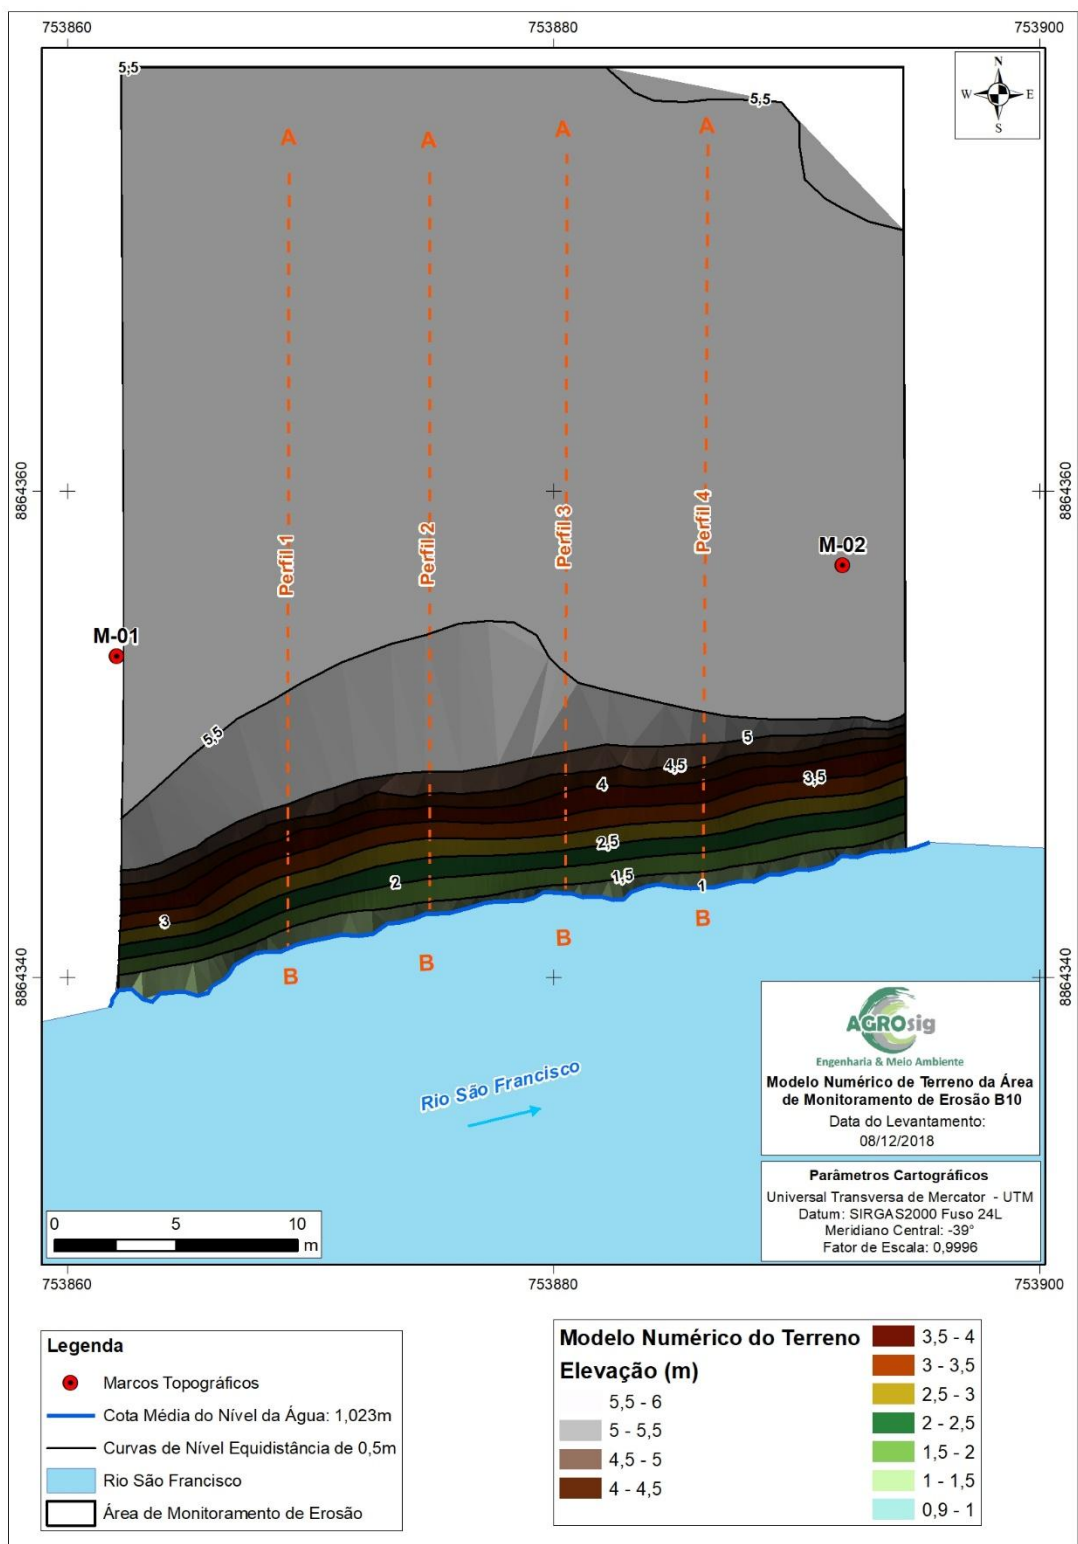 753860
753880
753900
5,5
N
W
E
S
5,5
A
A
A
A
8864360
8864360
Perfil 1
Perfil 2
Perfil 3
Perfil 4
M-02
M-01
5,5
5
4,5
4
3,5
2,5
2
1,5
1
3
B
B
B
B
8864340
8864340
Rio São Francisco
AGROsig
Engenharia & Meio Ambiente
Modelo Numérico de Terreno da Área
de Monitoramento de Erosão B10
Data do Levantamento:
08/12/2018
Parâmetros Cartográficos
Universal Transversa de Mercator - UTM
Datum: SIRGAS2000 Fuso 24L
Meridiano Central: -39°
Fator de Escala: 0,9996
0
5
10
m
753860
753880
753900
Legenda
Marcos Topográficos
Cota Média do Nível da Água: 1,023m
Curvas de Nível Equidistância de 0,5m
Rio São Francisco
Área de Monitoramento de Erosão
Modelo Numérico do Terreno
Elevação (m)
5,5 - 6
5 - 5,5
4,5 - 5
4 - 4,5
3,5 - 4
3 - 3,5
2,5 - 3
2 - 2,5
1,5 - 2
1 - 1,5
0,9 - 1